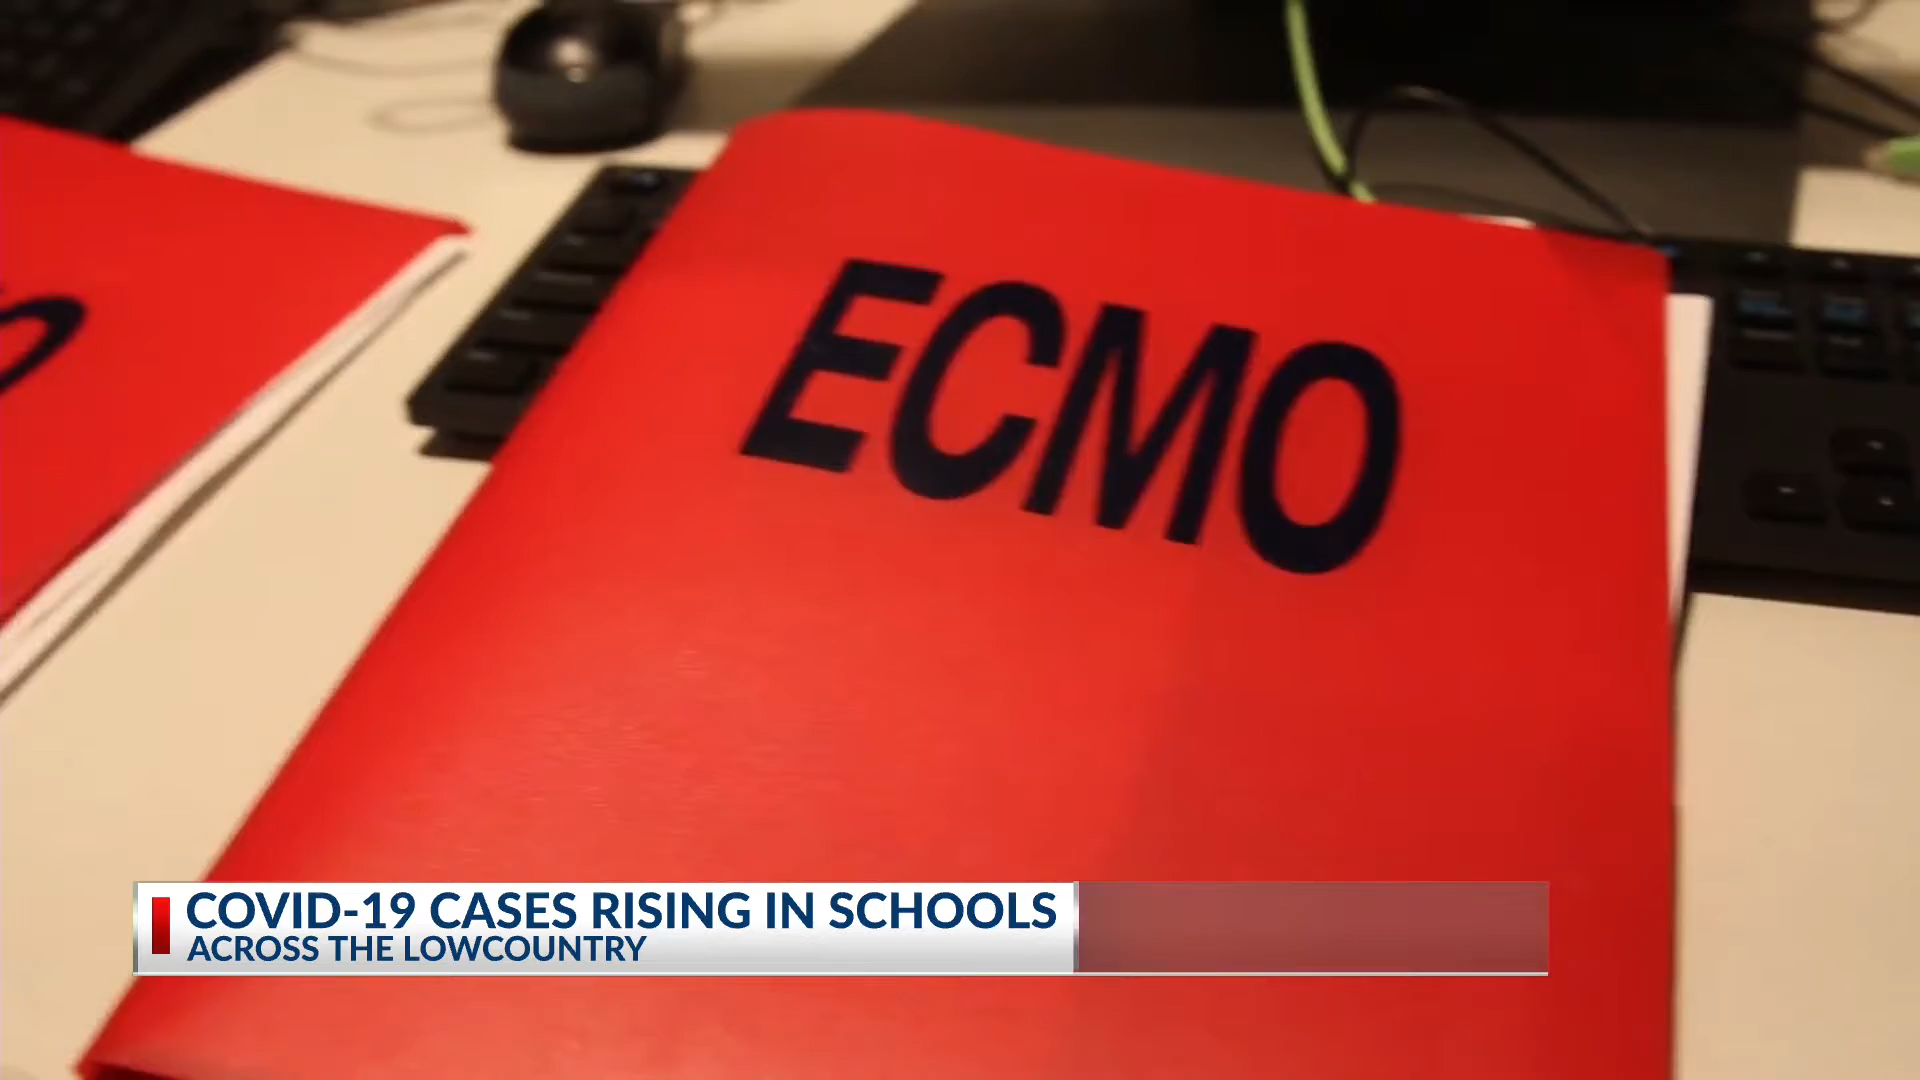 ECMO
COVID-19 CASES RISING IN SCHOOLS
ACROSS THE LOWCOUNTRY